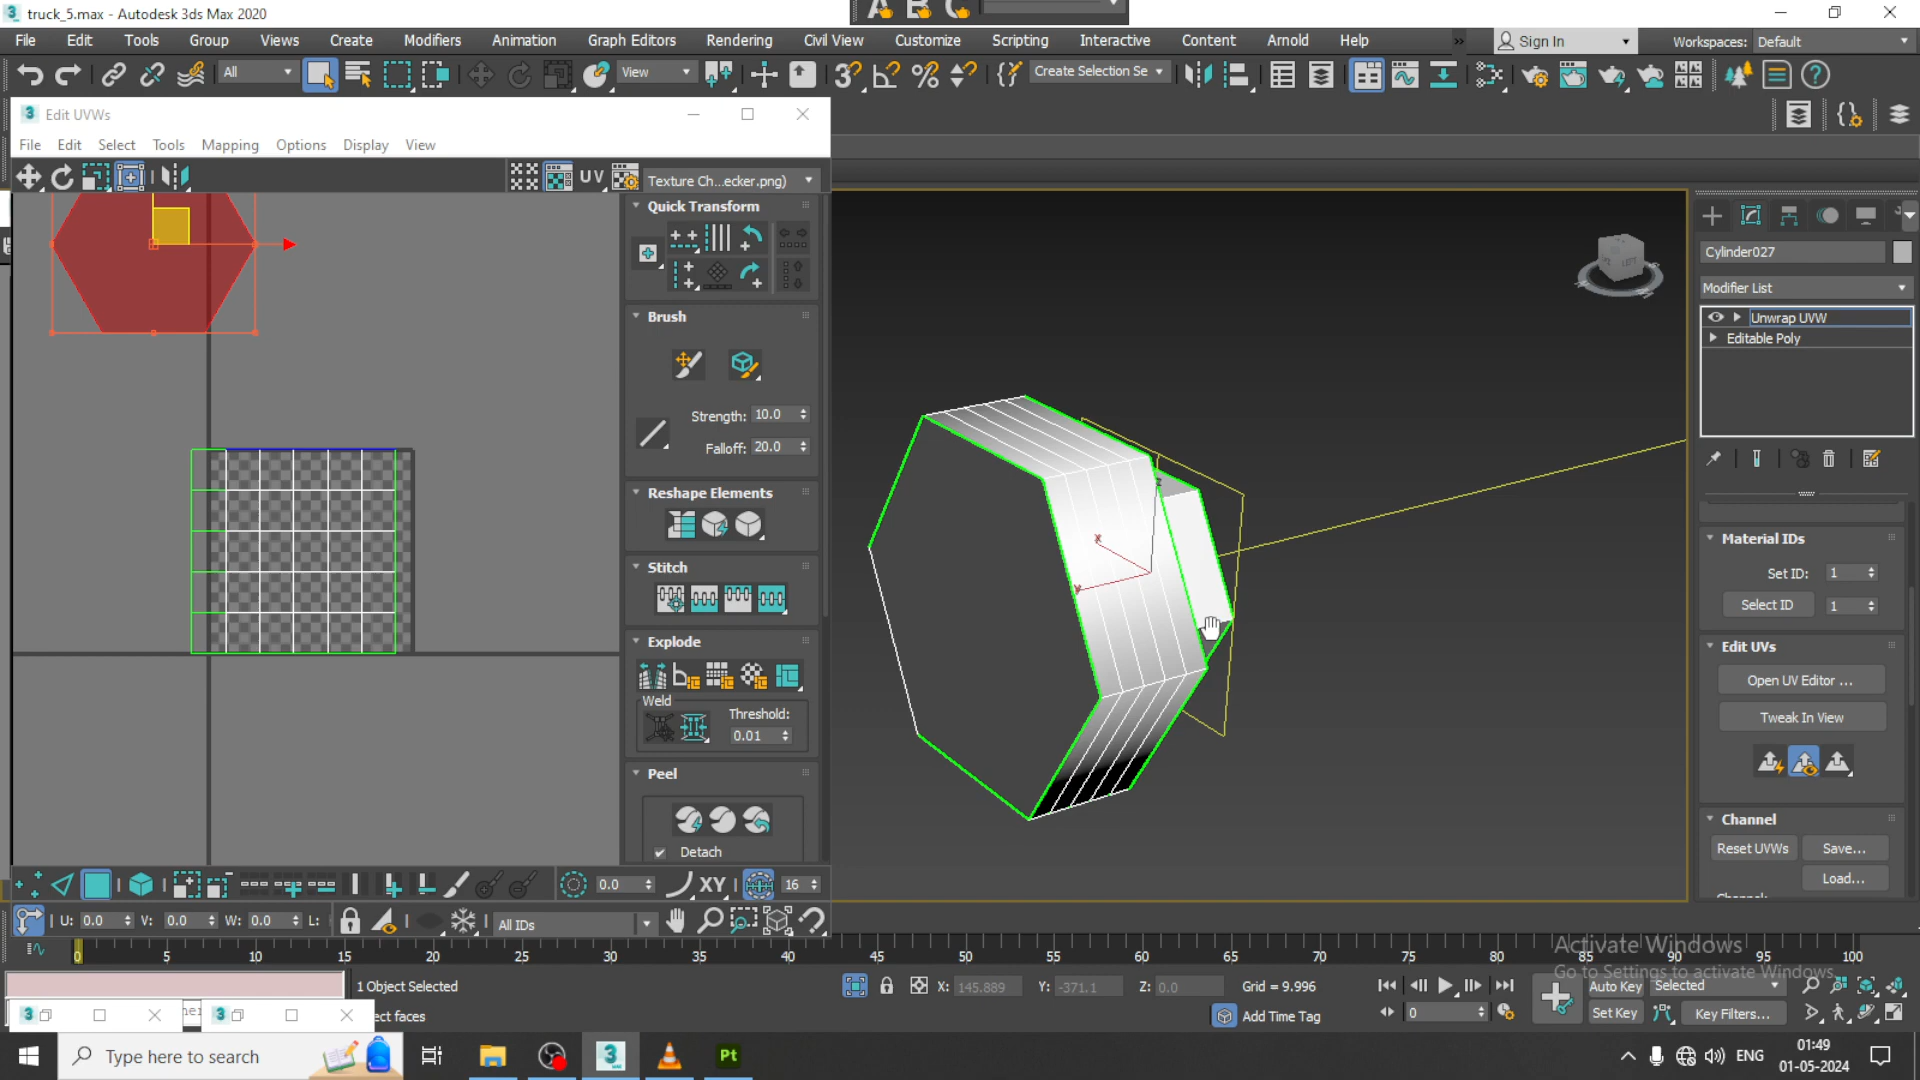 truck_5.max - Autodesk 3ds Max 2020
File Edit Tools Group Views Create Modifiers Animation Graph Editors Rendering Civil View Customize Scripting Interactive Content Arnold Help
Sign In
Workspaces: Default
All
View
Create Selection Se
Edit UVWs
File Edit Select Tools Mapping Options Display View
UV
Texture Ch...ecker.png)
Quick Transform
Brush
Strength: 10.0
Falloff: 20.0
Reshape Elements
Stitch
Explode
Weld
Threshold:
0.01
Peel
Detach
0.0
XY
16
U: 0.0 V: 0.0 W: 0.0 L:
All IDs
Cylinder027
Modifier List
Unwrap UVW
Editable Poly
Material IDs
Set ID: 1
Select ID 1
Edit UVs
Open UV Editor ...
Tweak In View
Channel
Reset UVWs Save...
Load...
X
Y
0 5 10 15 20 25 30 35 40 45 50 55 60 65 70 75 80 85 90 95 100
1 Object Selected
ect faces
X: 145.889 Y: -371.1 Z: 0.0 Grid = 9.996
Add Time Tag
0
Auto Key Selected
Set Key Key Filters...
Activate Windows
Go to Settings to activate Windows.
Type here to search
Pt
ENG
01:49
01-05-2024